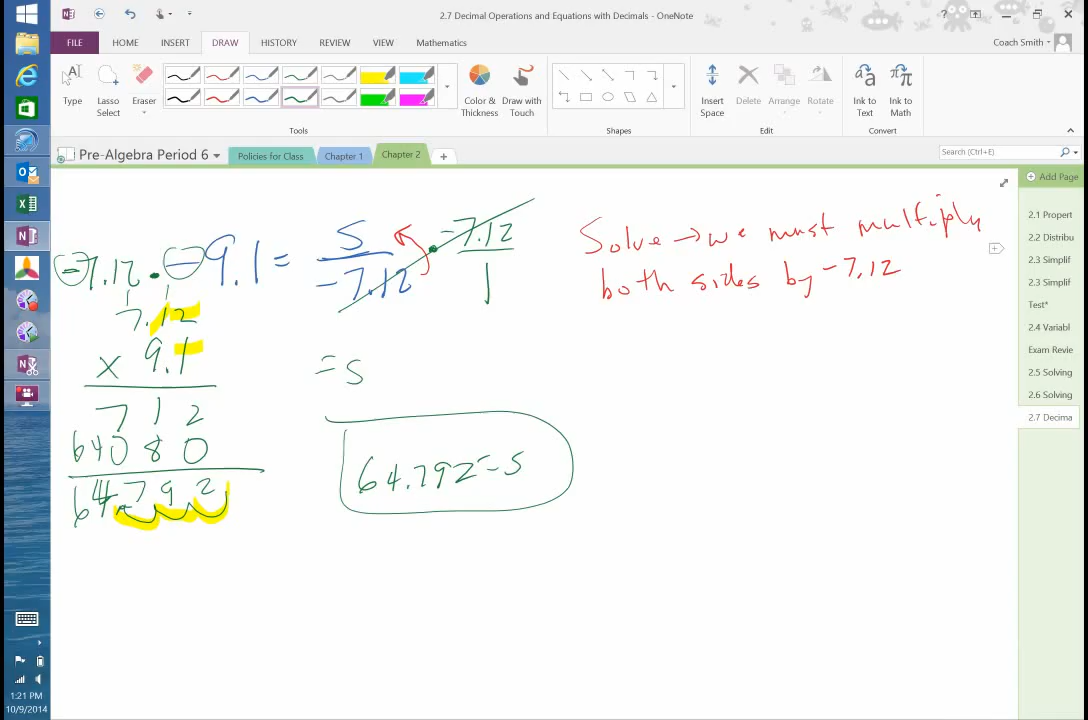 2.7 Decimal Operations and Equations with Decimals - OneNote
FILE HOME INSERT DRAW HISTORY REVIEW VIEW Mathematics
Coach Smith
Type
Lasso Select
Eraser
Color & Thickness
Draw with Touch
Insert Space
Delete
Arrange
Rotate
Ink to Text
Ink to Math
Tools
Shapes
Edit
Convert
Pre-Algebra Period 6
Policies for Class
Chapter 1
Chapter 2
Search (Ctrl+E)
Add Page
2.1 Propert
2.2 Distribu
2.3 Simplif
2.3 Simplif
Test*
2.4 Variabl
Exam Revie
2.5 Solving
2.6 Solving
2.7 Decima
-7.12 · -9.1 = S/-7.12 · -7.12/1
Solve → we must multiply
both sides by -7.12
7.12
x 9.1
712
64080
64792
= S
64.792 = S
1:21 PM
10/9/2014